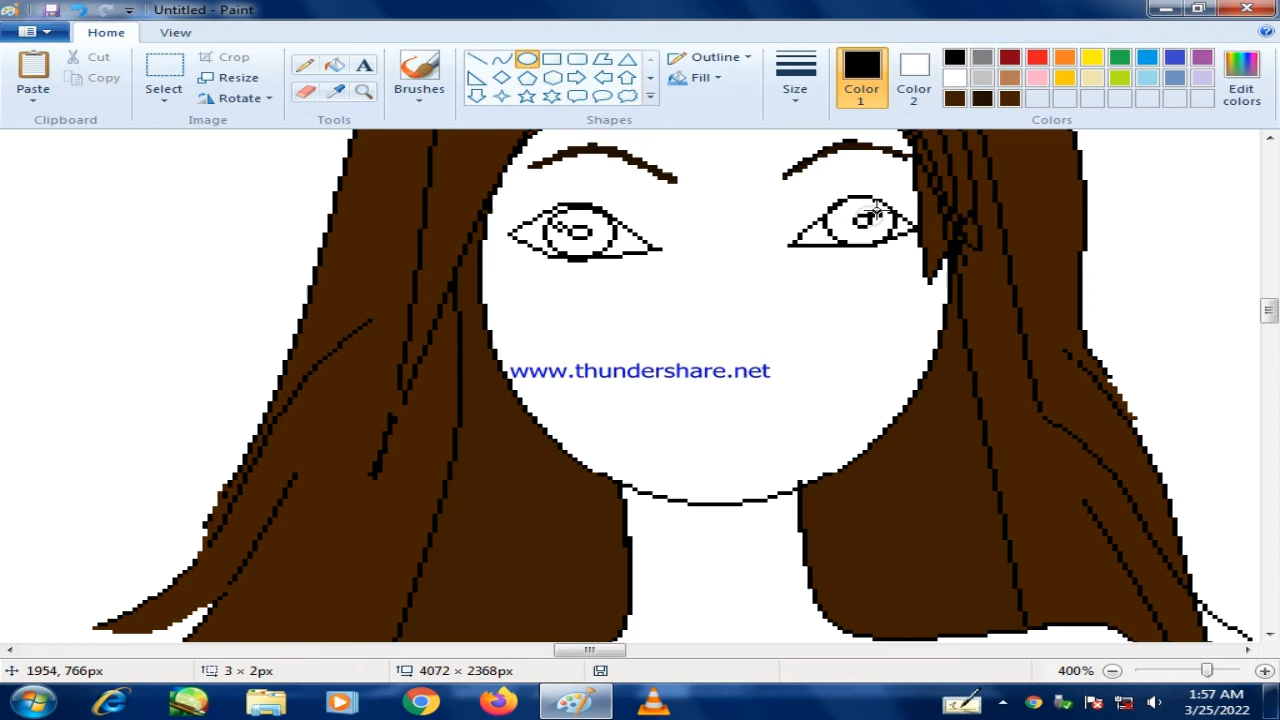 Untitled - Paint
Home View
Paste
Cut
Copy
Clipboard
Select
Crop
Resize
Rotate
Image
A
Tools
Brushes
Shapes
Outline
Fill
Size
Color 1
Color 2
Edit colors
Colors
www.thundershare.net
1954, 766px
3 × 2px
4072 × 2368px
400%
1:57 AM
3/25/2022